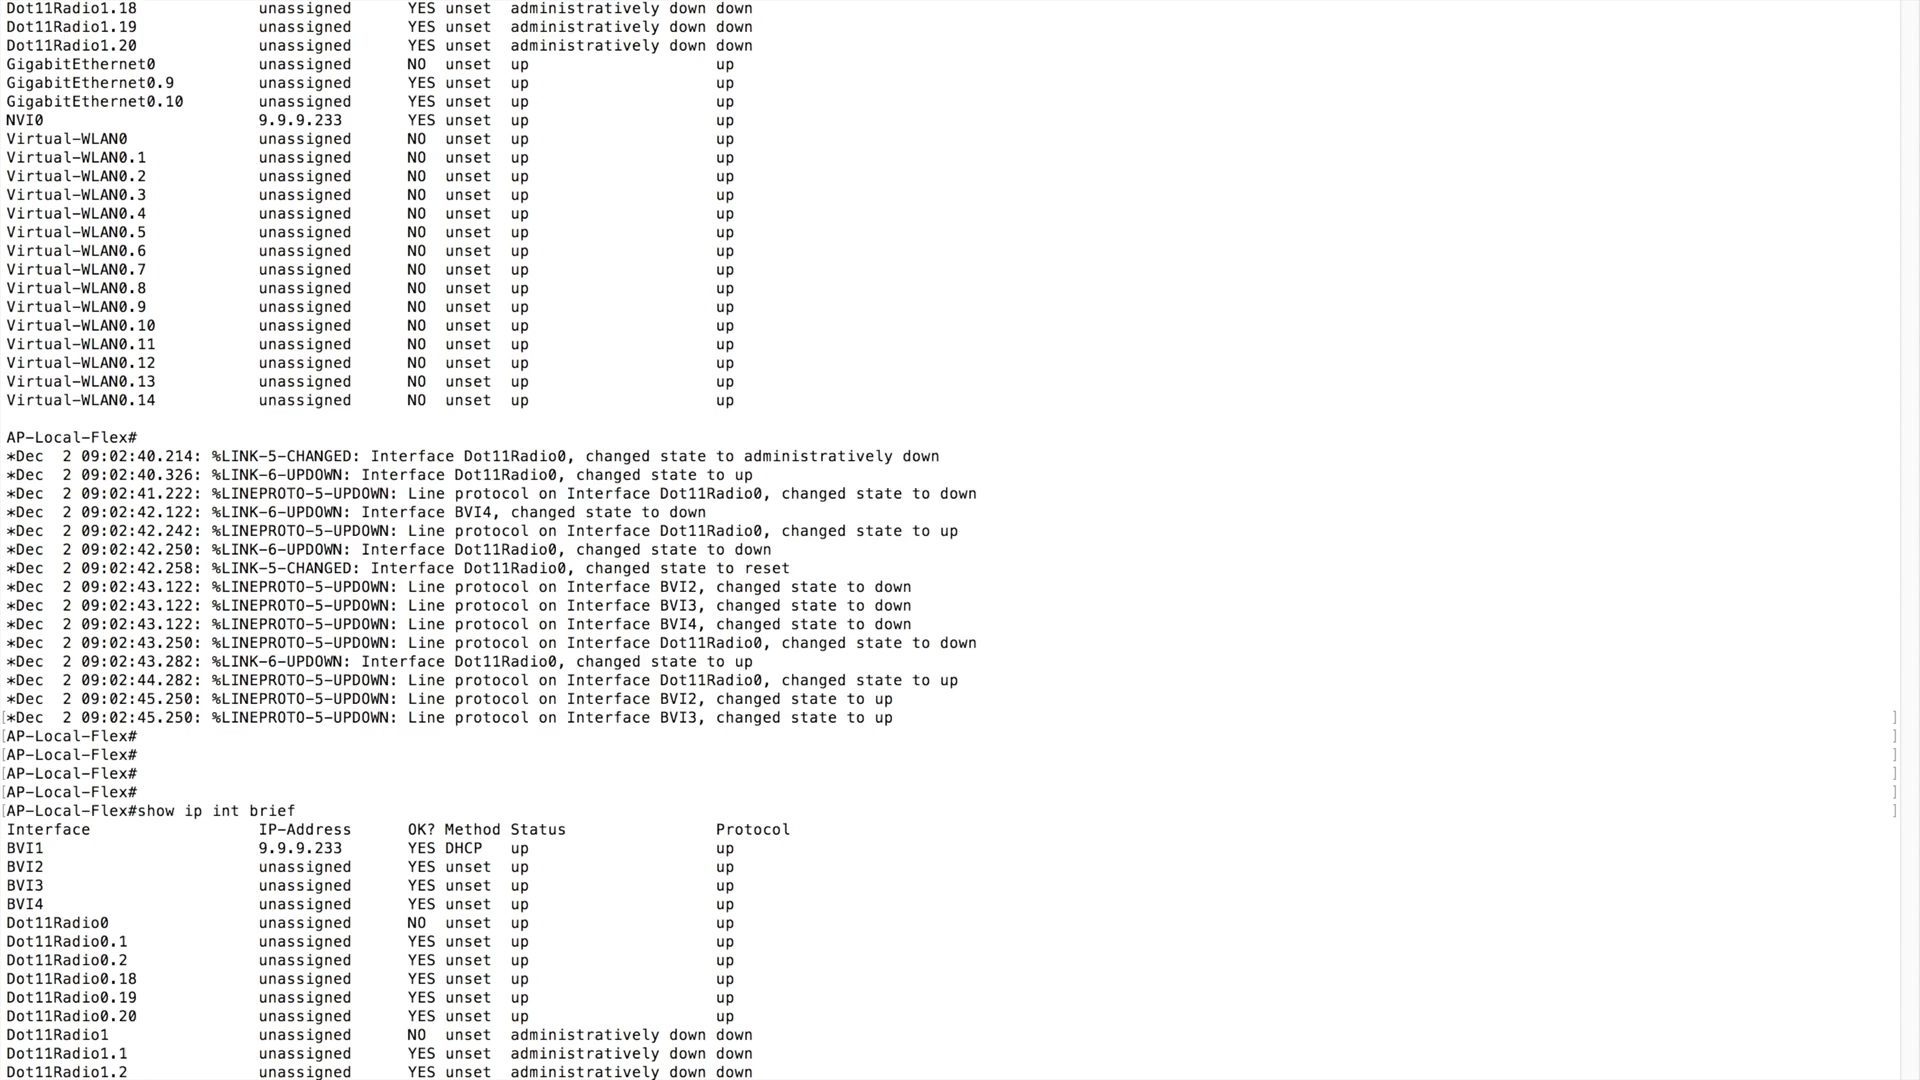 Dot11Radio1.18             unassigned      YES unset  administratively down down
Dot11Radio1.19             unassigned      YES unset  administratively down down
Dot11Radio1.20             unassigned      YES unset  administratively down down
GigabitEthernet0           unassigned      NO  unset  up                    up
GigabitEthernet0.9         unassigned      YES unset  up                    up
GigabitEthernet0.10        unassigned      YES unset  up                    up
NVI0                       9.9.9.233       YES unset  up                    up
Virtual-WLAN0              unassigned      NO  unset  up                    up
Virtual-WLAN0.1            unassigned      NO  unset  up                    up
Virtual-WLAN0.2            unassigned      NO  unset  up                    up
Virtual-WLAN0.3            unassigned      NO  unset  up                    up
Virtual-WLAN0.4            unassigned      NO  unset  up                    up
Virtual-WLAN0.5            unassigned      NO  unset  up                    up
Virtual-WLAN0.6            unassigned      NO  unset  up                    up
Virtual-WLAN0.7            unassigned      NO  unset  up                    up
Virtual-WLAN0.8            unassigned      NO  unset  up                    up
Virtual-WLAN0.9            unassigned      NO  unset  up                    up
Virtual-WLAN0.10           unassigned      NO  unset  up                    up
Virtual-WLAN0.11           unassigned      NO  unset  up                    up
Virtual-WLAN0.12           unassigned      NO  unset  up                    up
Virtual-WLAN0.13           unassigned      NO  unset  up                    up
Virtual-WLAN0.14           unassigned      NO  unset  up                    up
AP-Local-Flex#
*Dec  2 09:02:40.214: %LINK-5-CHANGED: Interface Dot11Radio0, changed state to administratively down
*Dec  2 09:02:40.326: %LINK-6-UPDOWN: Interface Dot11Radio0, changed state to up
*Dec  2 09:02:41.222: %LINEPROTO-5-UPDOWN: Line protocol on Interface Dot11Radio0, changed state to down
*Dec  2 09:02:42.122: %LINK-6-UPDOWN: Interface BVI4, changed state to down
*Dec  2 09:02:42.242: %LINEPROTO-5-UPDOWN: Line protocol on Interface Dot11Radio0, changed state to up
*Dec  2 09:02:42.250: %LINK-6-UPDOWN: Interface Dot11Radio0, changed state to down
*Dec  2 09:02:42.258: %LINK-5-CHANGED: Interface Dot11Radio0, changed state to reset
*Dec  2 09:02:43.122: %LINEPROTO-5-UPDOWN: Line protocol on Interface BVI2, changed state to down
*Dec  2 09:02:43.122: %LINEPROTO-5-UPDOWN: Line protocol on Interface BVI3, changed state to down
*Dec  2 09:02:43.122: %LINEPROTO-5-UPDOWN: Line protocol on Interface BVI4, changed state to down
*Dec  2 09:02:43.250: %LINEPROTO-5-UPDOWN: Line protocol on Interface Dot11Radio0, changed state to down
*Dec  2 09:02:43.282: %LINK-6-UPDOWN: Interface Dot11Radio0, changed state to up
*Dec  2 09:02:44.282: %LINEPROTO-5-UPDOWN: Line protocol on Interface Dot11Radio0, changed state to up
*Dec  2 09:02:45.250: %LINEPROTO-5-UPDOWN: Line protocol on Interface BVI2, changed state to up
[*Dec  2 09:02:45.250: %LINEPROTO-5-UPDOWN: Line protocol on Interface BVI3, changed state to up ]
[AP-Local-Flex# ]
[AP-Local-Flex# ]
[AP-Local-Flex# ]
[AP-Local-Flex# ]
[AP-Local-Flex#show ip int brief ]
Interface                  IP-Address      OK? Method Status                Protocol
BVI1                       9.9.9.233       YES DHCP   up                    up
BVI2                       unassigned      YES unset  up                    up
BVI3                       unassigned      YES unset  up                    up
BVI4                       unassigned      YES unset  up                    up
Dot11Radio0                unassigned      NO  unset  up                    up
Dot11Radio0.1              unassigned      YES unset  up                    up
Dot11Radio0.2              unassigned      YES unset  up                    up
Dot11Radio0.18             unassigned      YES unset  up                    up
Dot11Radio0.19             unassigned      YES unset  up                    up
Dot11Radio0.20             unassigned      YES unset  up                    up
Dot11Radio1                unassigned      NO  unset  administratively down down
Dot11Radio1.1              unassigned      YES unset  administratively down down
Dot11Radio1.2              unassigned      YES unset  administratively down down